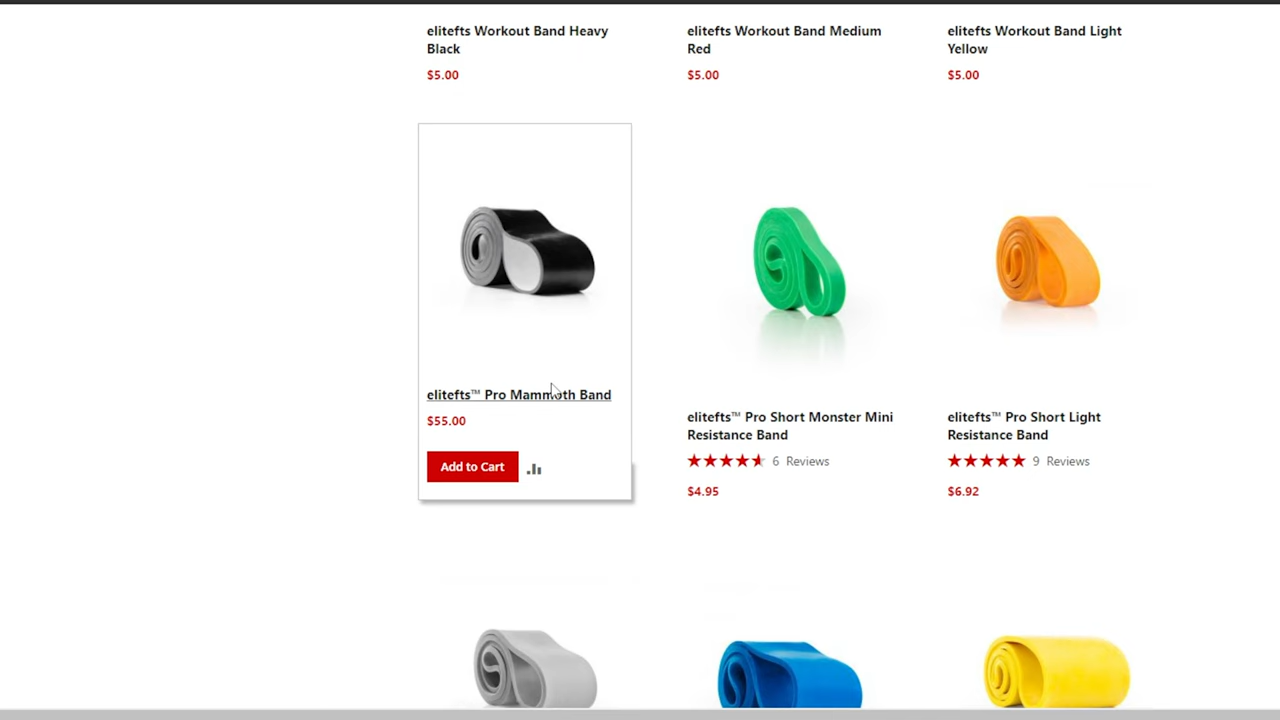 elitefts Workout Band Heavy
Black
$5.00
elitefts Workout Band Medium
Red
$5.00
elitefts Workout Band Light
Yellow
$5.00
elitefts™ Pro Mammoth Band
$55.00
Add to Cart
elitefts™ Pro Short Monster Mini
Resistance Band
6 Reviews
$4.95
elitefts™ Pro Short Light
Resistance Band
9 Reviews
$6.92